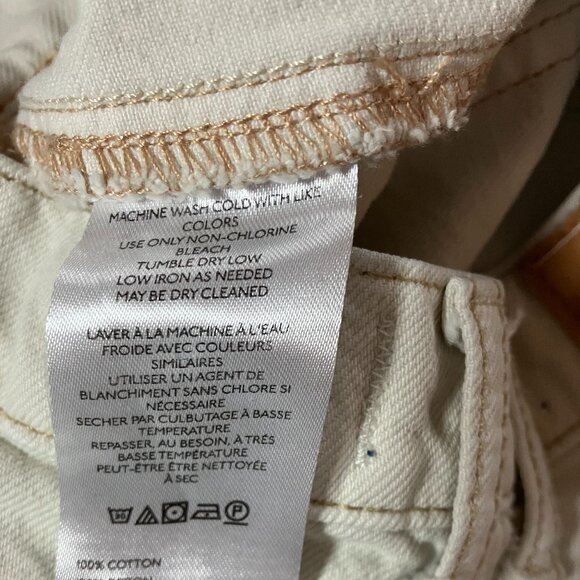 MACHINE WASH COLD WITH LIKE
COLORS
USE ONLY NON-CHLORINE
BLEACH
TUMBLE DRY LOW
LOW IRON AS NEEDED
MAY BE DRY CLEANED
LAVER À LA MACHINE À L'EAU
FROIDE AVEC COULEURS
SIMILAIRES
UTILISER UN AGENT DE
BLANCHIMENT SANS CHLORE SI
NÉCESSAIRE
SECHER PAR CULBUTAGE À BASSE
TEMPERATURE
REPASSER, AU BESOIN, À TRÉS
BASSE TEMPÉRATURE
PEUT-ÊTRE ÊTRE NETTOYÉE
À SEC
30 P
100% COTTON